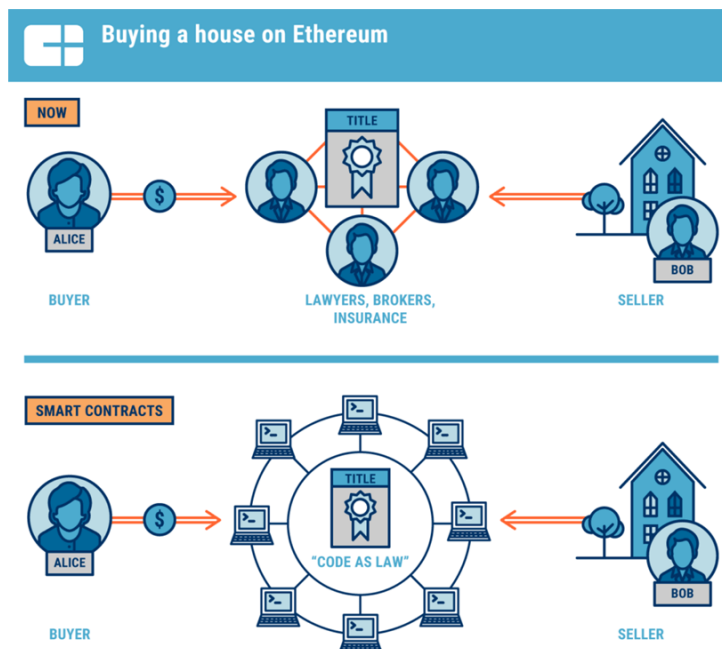 Buying a house on Ethereum
NOW
TITLE
$
ALICE
BOB
BUYER
LAWYERS, BROKERS,
INSURANCE
SELLER
SMART CONTRACTS
>_
>_
>_
TITLE
$
>_
>_
"CODE AS LAW"
ALICE
>_
>_
BOB
>_
BUYER
SELLER